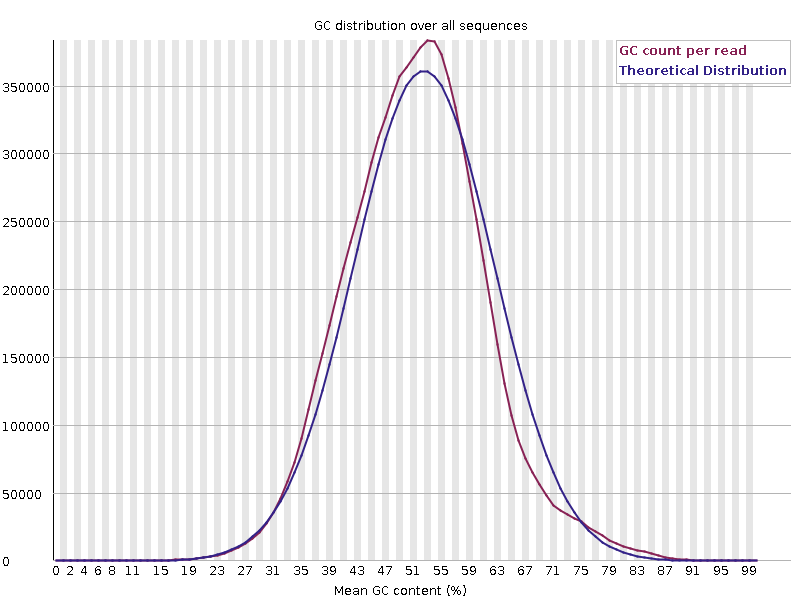 GC distribution over all sequences
GC count per read
Theoretical Distribution
350000
300000
250000
200000
150000
100000
50000
0
0 2 4 6 8 11 15 19 23 27 31 35 39 43 47 51 55 59 63 67 71 75 79 83 87 91 95 99
Mean GC content (%)